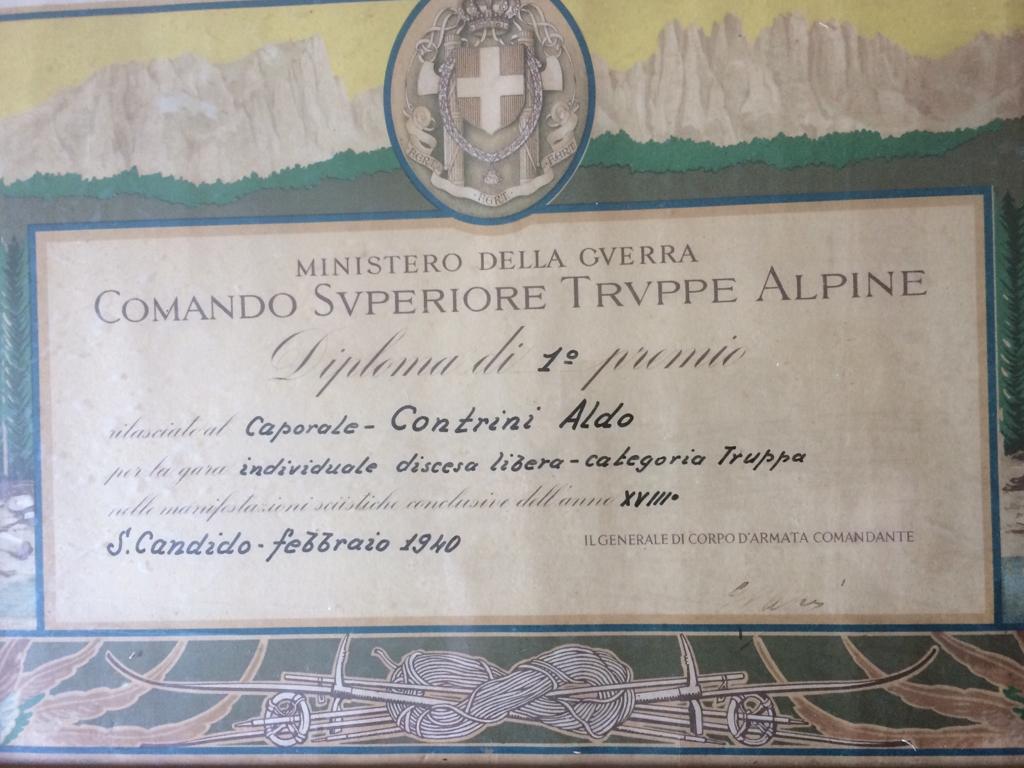 FERT FERT
FERT
MINISTERO DELLA GVERRA
COMANDO SVPERIORE TRVPPE ALPINE
Diploma di 1º premio
rilasciato al Caporale - Contrini Aldo
per la gara individuale discesa libera - categoria Truppa
nelle manifestazioni sciistiche conclusive dell'anno XVIIIº
S. Candido - febbraio 1940
IL GENERALE DI CORPO D'ARMATA COMANDANTE